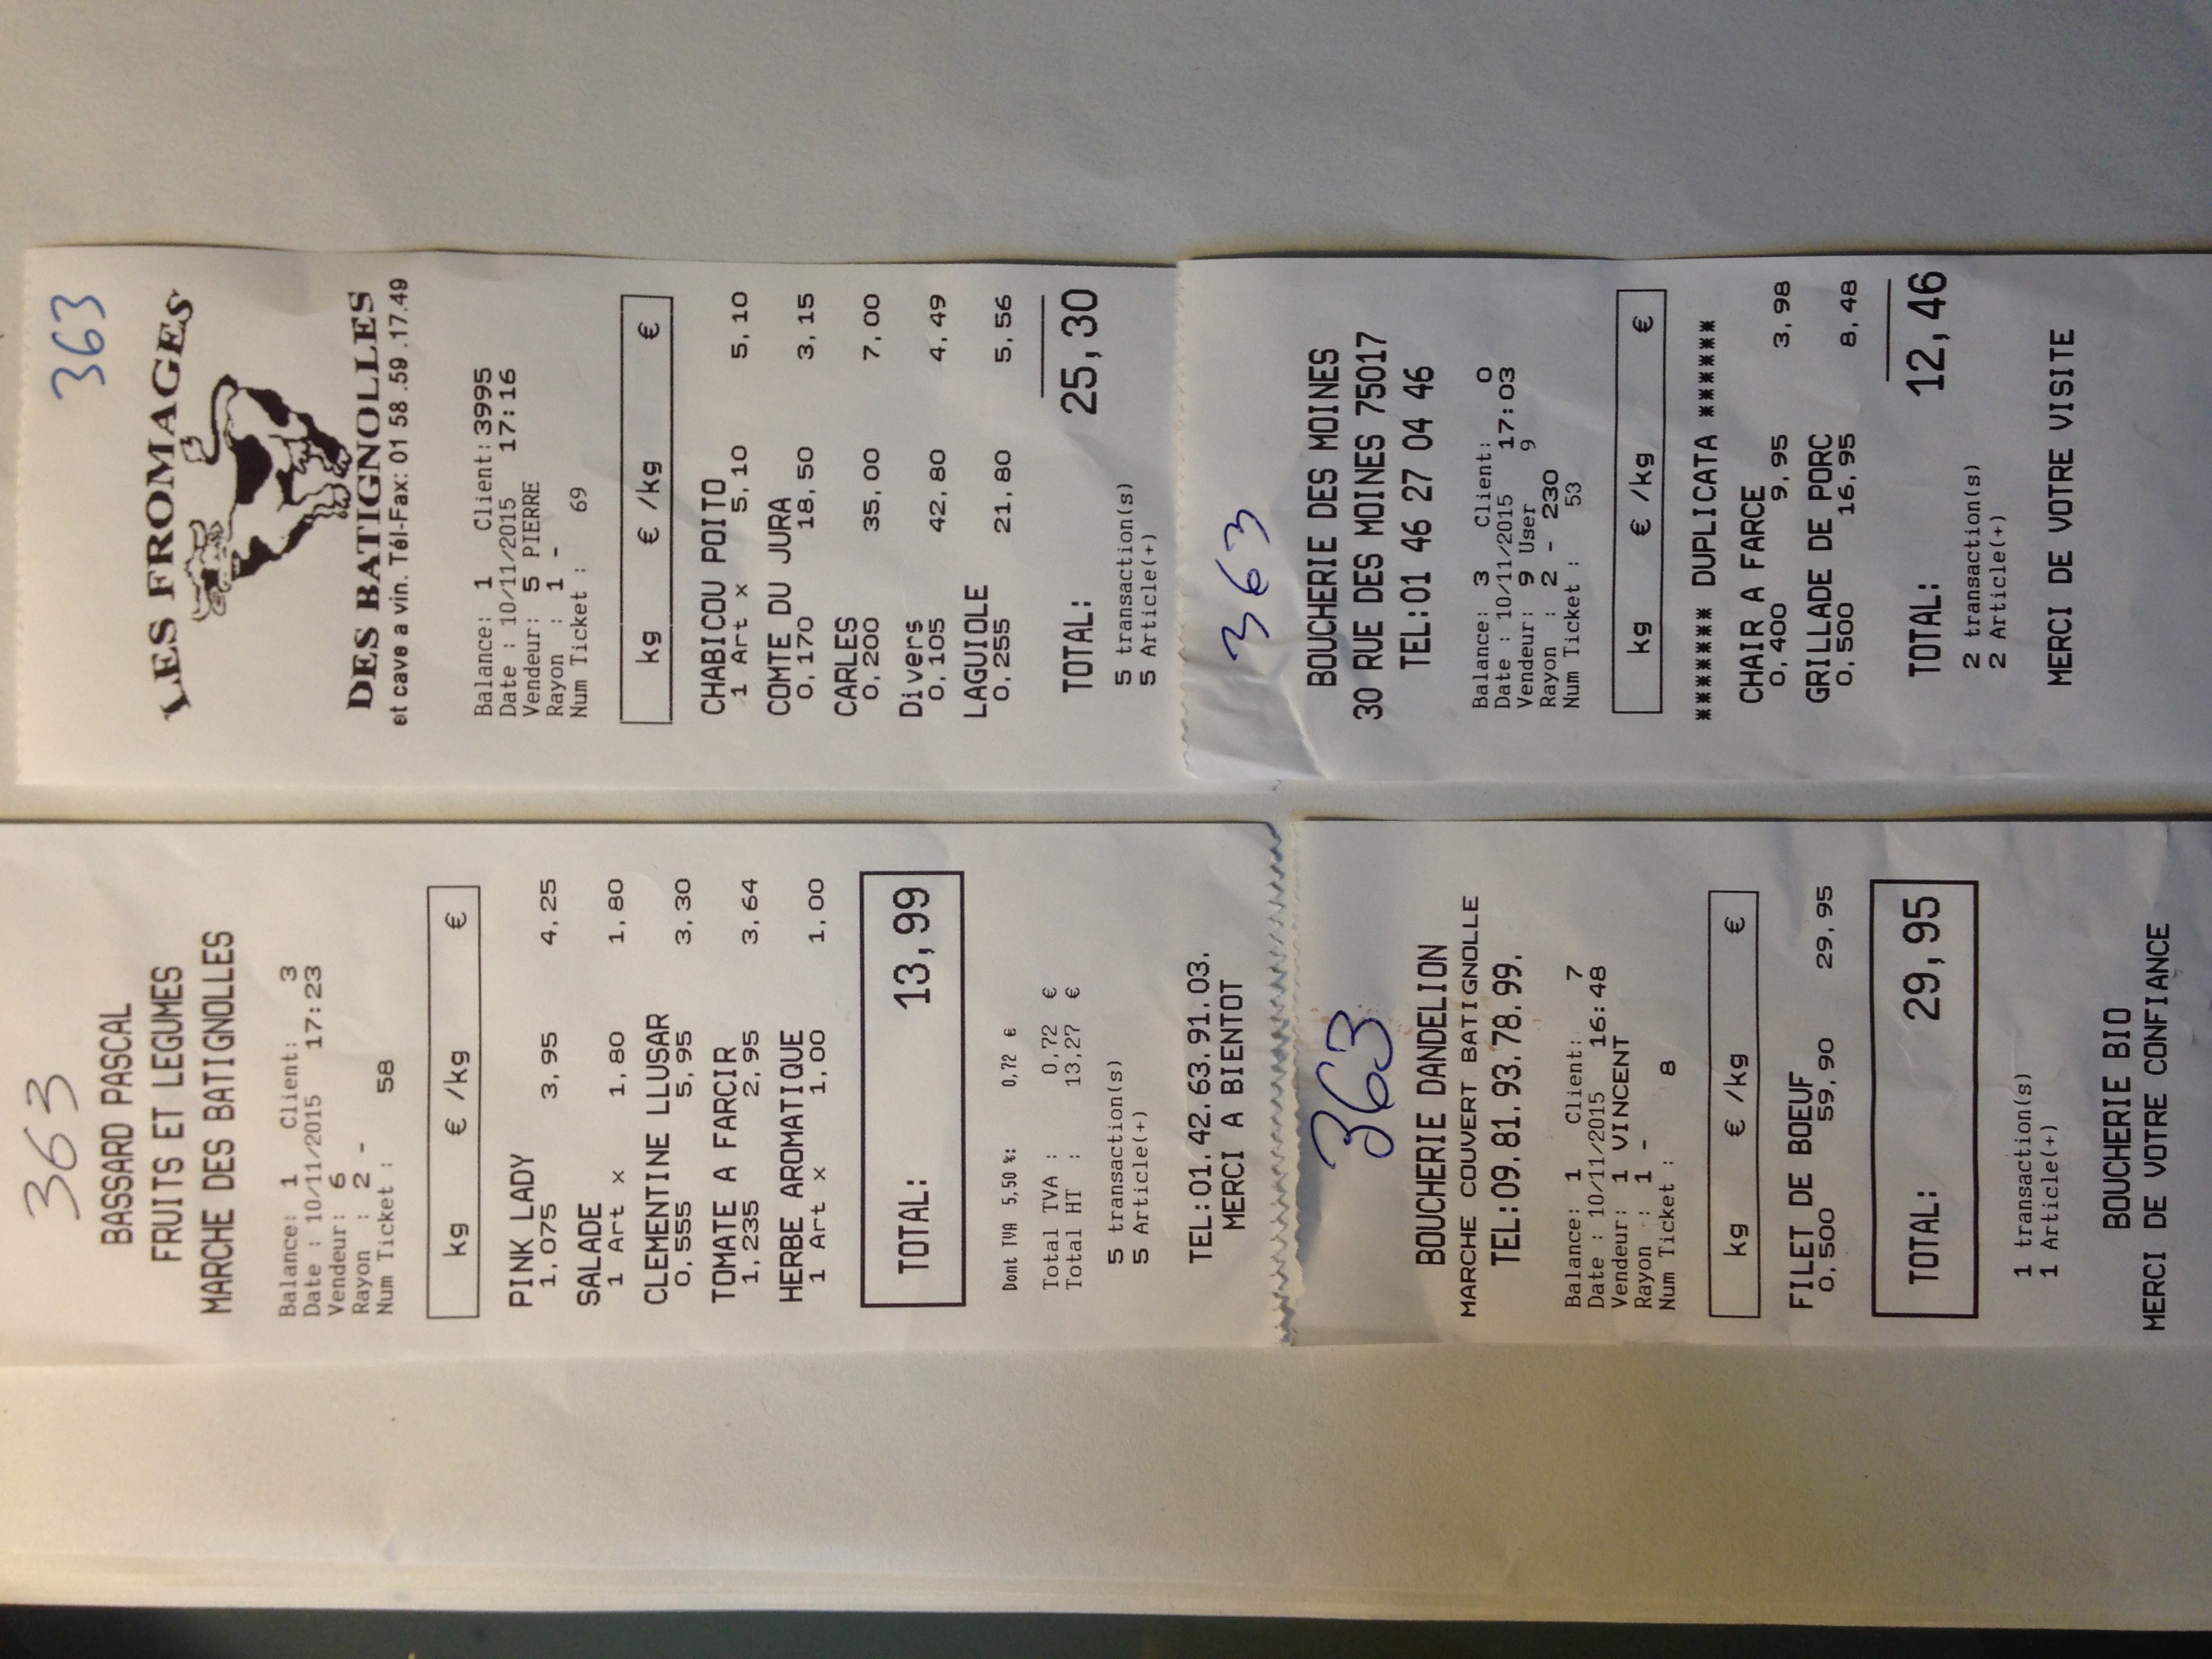 363
BASSARD PASCAL
FRUITS ET LEGUMES
MARCHE DES BATIGNOLLES
Balance: 1 Client: 3
Date : 10/11/2015 17:23
Vendeur: 6
Rayon : 2 -
Num Ticket : 58
kg € /kg €
PINK LADY
1,075 3,95 4,25
SALADE
1 Art x 1,80 1,80
CLEMENTINE LLUSAR
0,555 5,95 3,30
TOMATE A FARCIR
1,235 2,95 3,64
HERBE AROMATIQUE
1 Art x 1,00 1,00
TOTAL: 13,99
Dont TVA 5,50 %: 0,72 €
Total TVA : 0,72 €
Total HT : 13,27 €
5 transaction(s)
5 Article(+)
TEL:01.42.63.91.03.
MERCI A BIENTOT
363
LES FROMAGES
DES BATIGNOLLES
et cave a vin. Tél-Fax: 01 58 .59 .17.49
Balance: 1 Client: 3995
Date : 10/11/2015 17:16
Vendeur: 5 PIERRE
Rayon : 1 -
Num Ticket : 69
kg € /kg €
CHABICOU POITO
1 Art x 5,10 5,10
COMTE DU JURA
0,170 18,50 3,15
CARLES
0,200 35,00 7,00
Divers
0,105 42,80 4,49
LAGUIOLE
0,255 21,80 5,56
TOTAL: 25,30
5 transaction(s)
5 Article(+)
363
BOUCHERIE DANDELION
MARCHE COUVERT BATIGNOLLE
TEL:09.81.93.78.99.
Balance: 1 Client: 7
Date : 10/11/2015 16:48
Vendeur: 1 VINCENT
Rayon : 1 -
Num Ticket : 8
kg € /kg €
FILET DE BOEUF
0,500 59,90 29,95
TOTAL: 29,95
1 transaction(s)
1 Article(+)
BOUCHERIE BIO
MERCI DE VOTRE CONFIANCE
363
BOUCHERIE DES MOINES
30 RUE DES MOINES 75017
TEL:01 46 27 04 46
Balance: 3 Client: 0
Date : 10/11/2015 17:03
Vendeur: 9 User 9
Rayon : 2 - 230
Num Ticket : 53
kg € /kg €
******* DUPLICATA ******
CHAIR A FARCE
0,400 9,95 3,98
GRILLADE DE PORC
0,500 16,95 8,48
TOTAL: 12,46
2 transaction(s)
2 Article(+)
MERCI DE VOTRE VISITE